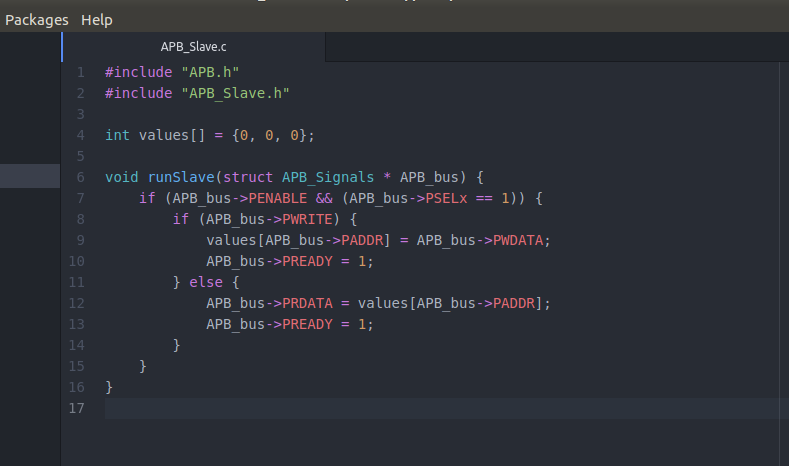 Packages Help
APB_Slave.c
1 #include "APB.h"
2 #include "APB_Slave.h"
3
4 int values[] = {0, 0, 0};
5
6 void runSlave(struct APB_Signals * APB_bus) {
7     if (APB_bus->PENABLE && (APB_bus->PSELx == 1)) {
8         if (APB_bus->PWRITE) {
9             values[APB_bus->PADDR] = APB_bus->PWDATA;
10             APB_bus->PREADY = 1;
11         } else {
12             APB_bus->PRDATA = values[APB_bus->PADDR];
13             APB_bus->PREADY = 1;
14         }
15     }
16 }
17